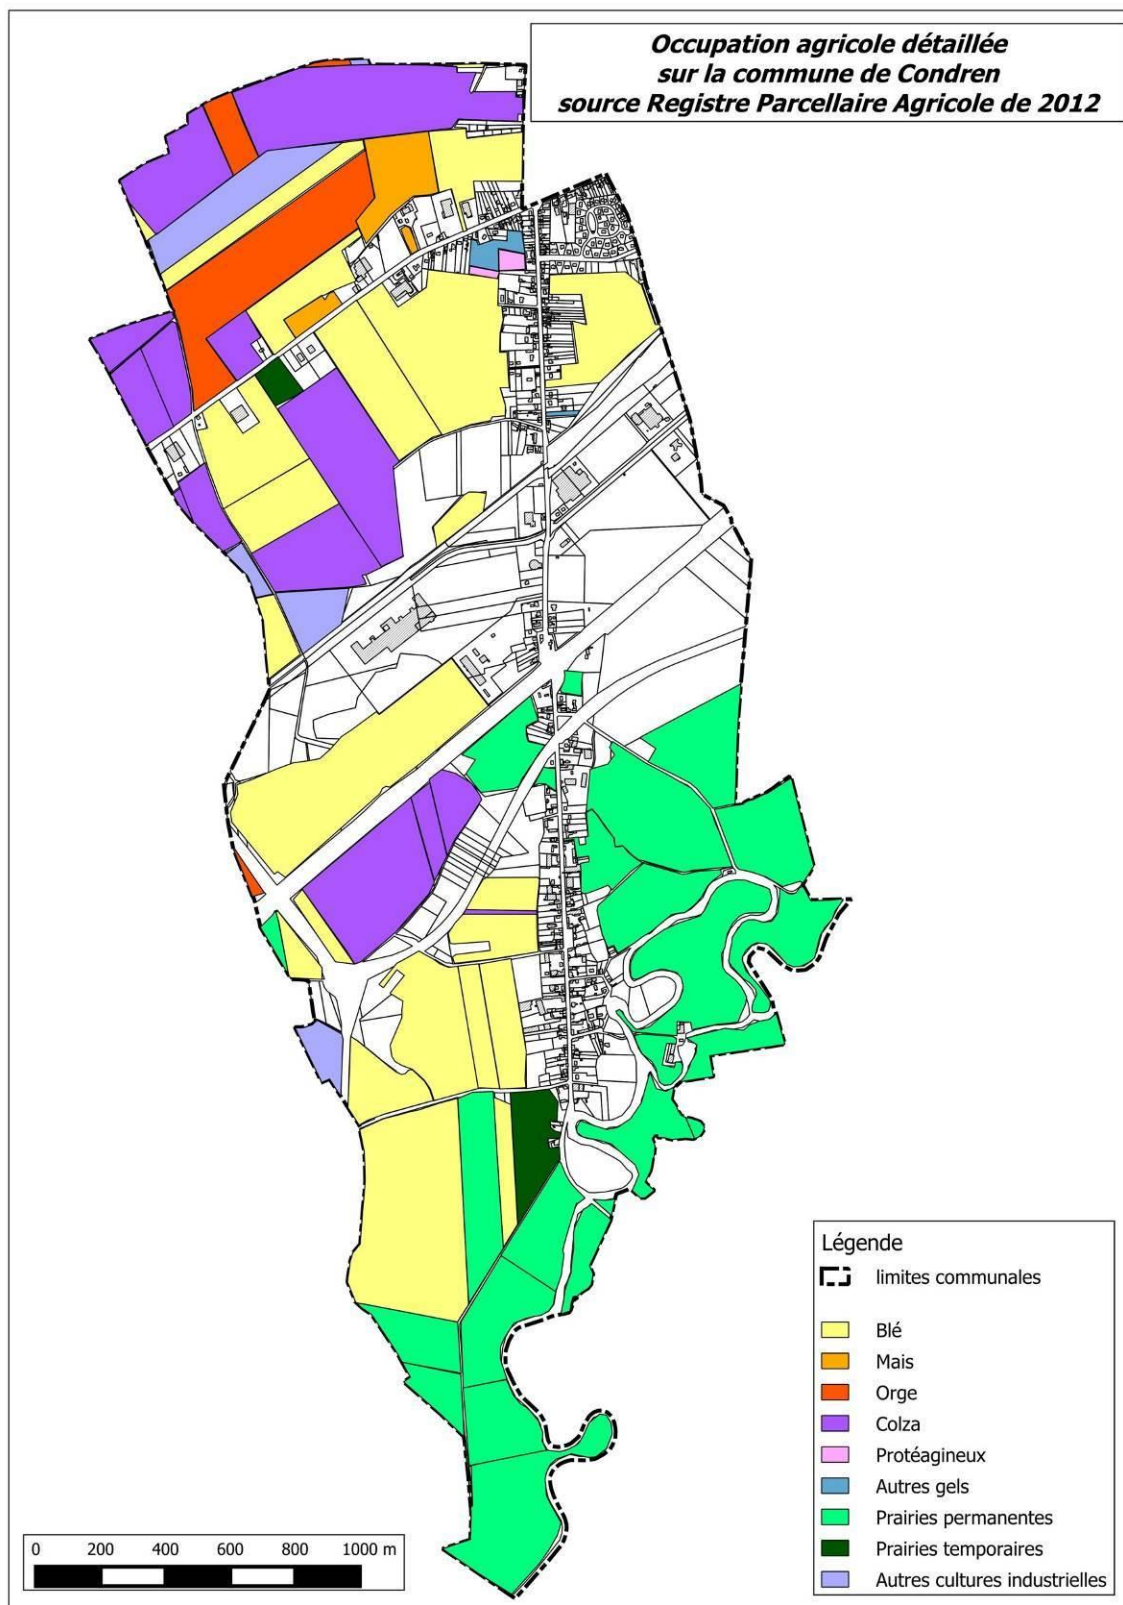 Occupation agricole détaillée
sur la commune de Condren
source Registre Parcellaire Agricole de 2012
Légende
limites communales
Blé
Mais
Orge
Colza
Protéagineux
Autres gels
Prairies permanentes
Prairies temporaires
Autres cultures industrielles
0 200 400 600 800 1000 m